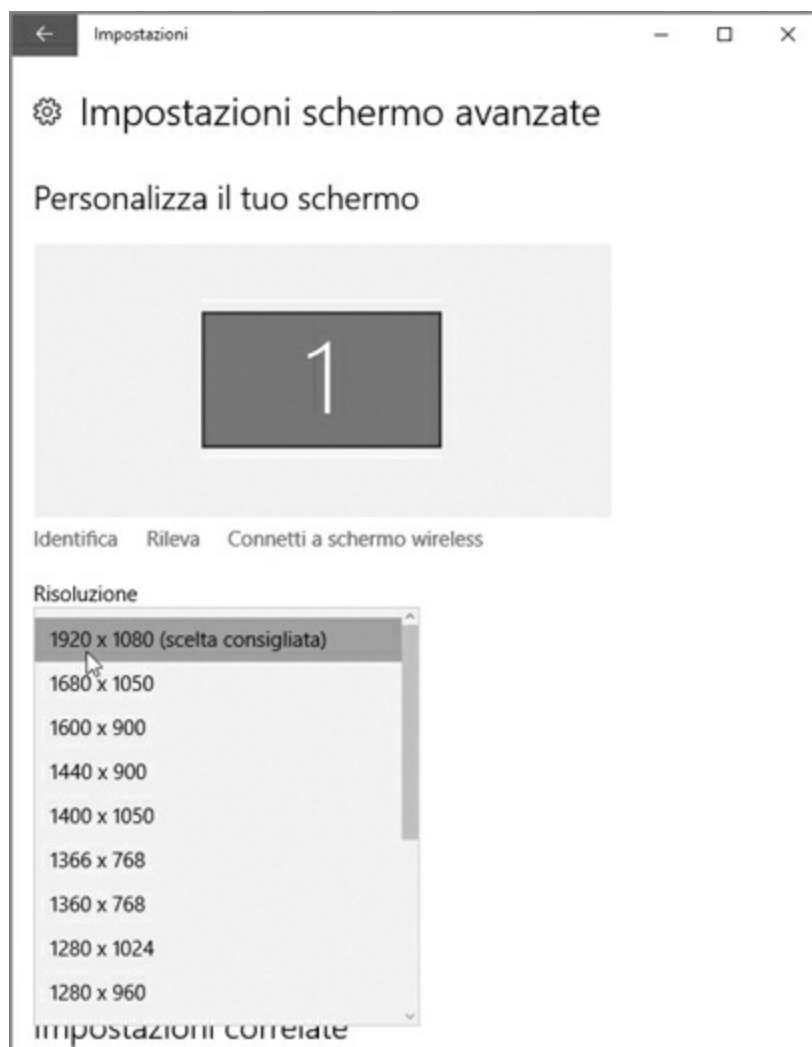 Impostazioni
Impostazioni schermo avanzate
Personalizza il tuo schermo
1
Identifica Rileva Connetti a schermo wireless
Risoluzione
1920 x 1080 (scelta consigliata)
1680 x 1050
1600 x 900
1440 x 900
1400 x 1050
1366 x 768
1360 x 768
1280 x 1024
1280 x 960
Impostazioni correlate